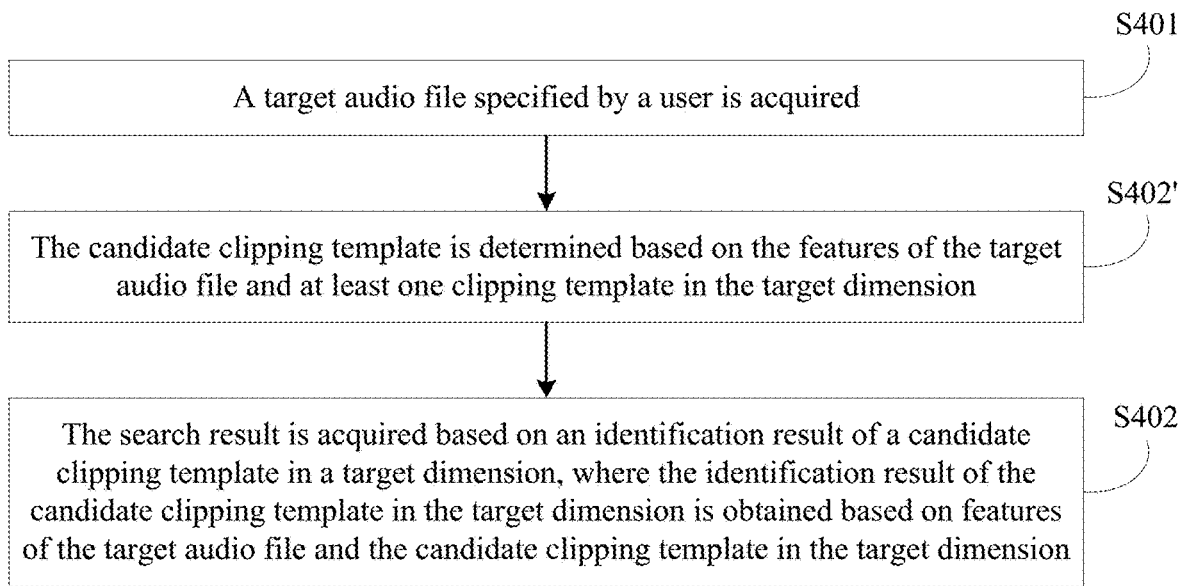 S401
A target audio file specified by a user is acquired
S402'
The candidate clipping template is determined based on the features of the target
audio file and at least one clipping template in the target dimension
S402
The search result is acquired based on an identification result of a candidate
clipping template in a target dimension, where the identification result of the
candidate clipping template in the target dimension is obtained based on features
of the target audio file and the candidate clipping template in the target dimension